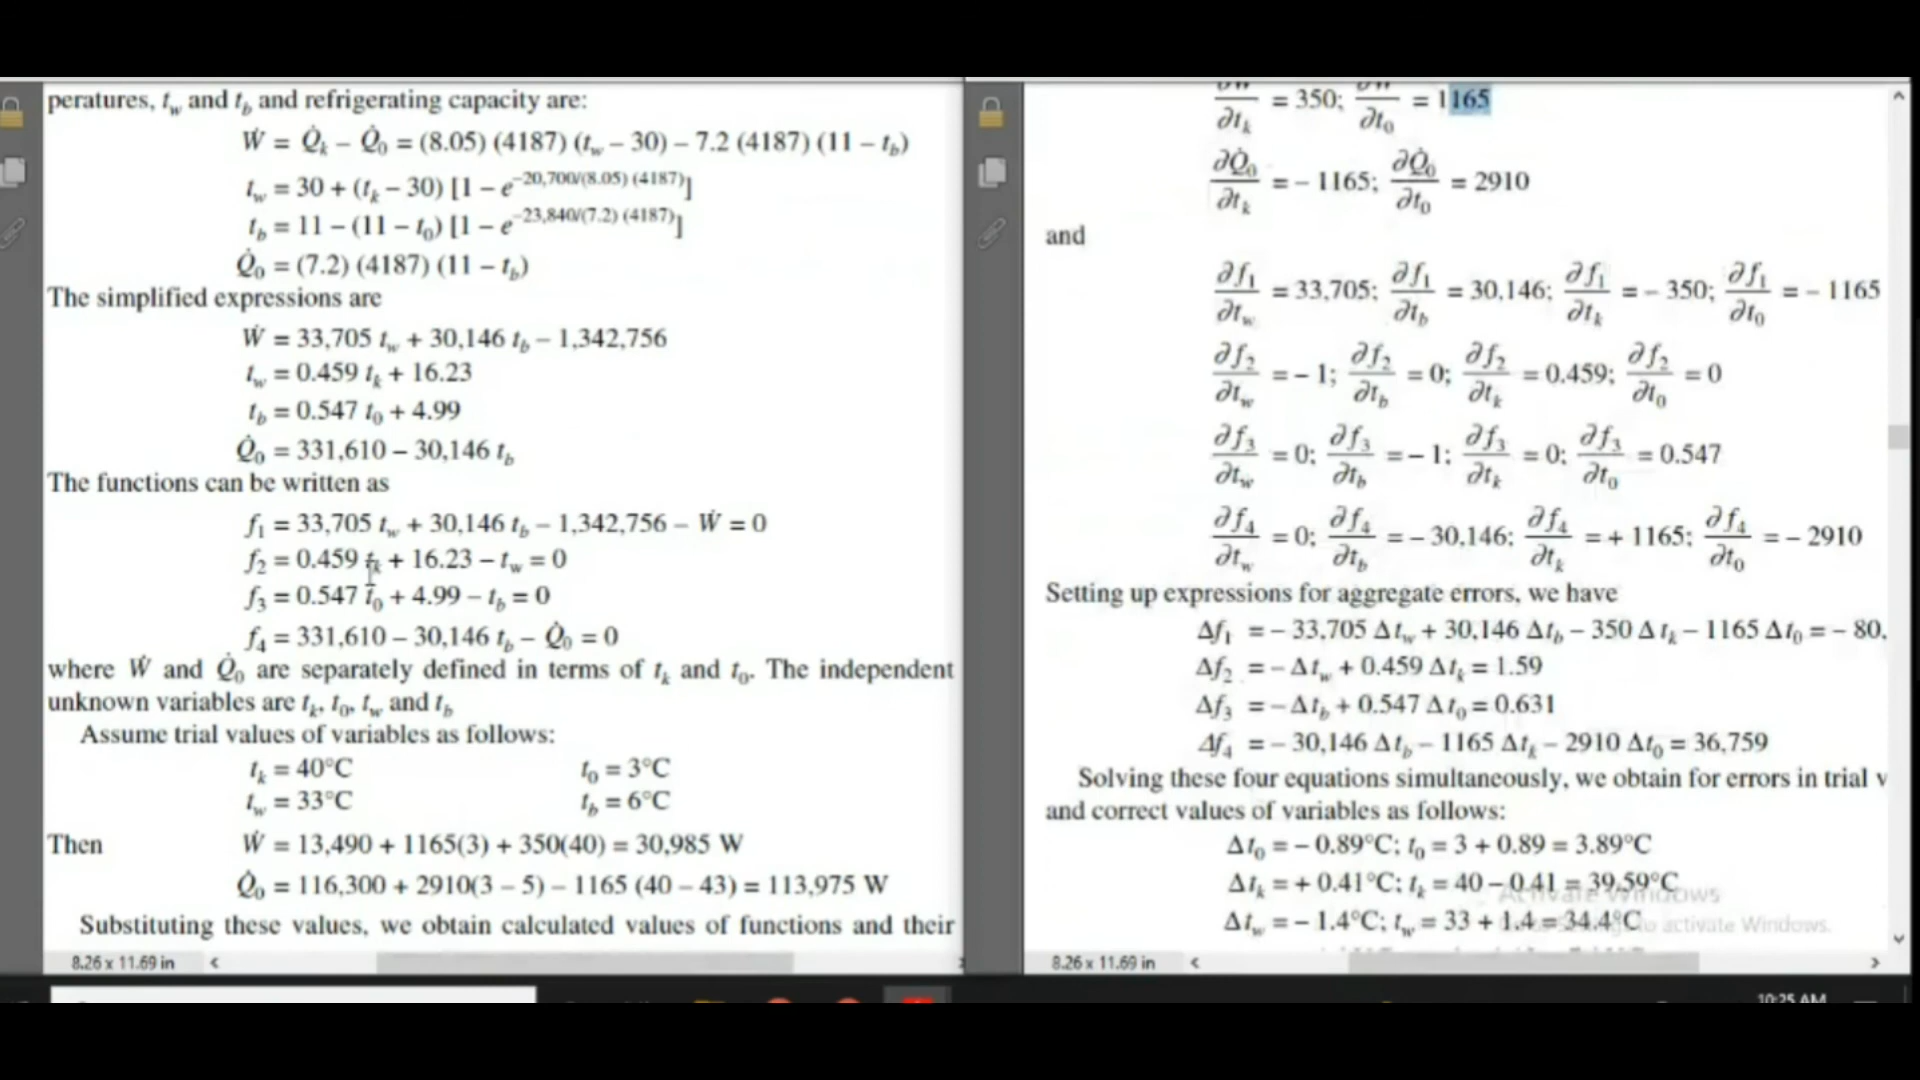 peratures, t_w and t_b and refrigerating capacity are:
Ẇ = Q̇_k – Q̇_0 = (8.05) (4187) (t_w – 30) – 7.2 (4187) (11 – t_b)
t_w = 30 + (t_k – 30) [1 – e^–20,700/(8.05) (4187)]
t_b = 11 – (11 – t_0) [1 – e^–23,840/(7.2) (4187)]
Q̇_0 = (7.2) (4187) (11 – t_b)
The simplified expressions are
Ẇ = 33,705 t_w + 30,146 t_b – 1,342,756
t_w = 0.459 t_k + 16.23
t_b = 0.547 t_0 + 4.99
Q̇_0 = 331,610 – 30,146 t_b
The functions can be written as
f_1 = 33,705 t_w + 30,146 t_b – 1,342,756 – Ẇ = 0
f_2 = 0.459 t_k + 16.23 – t_w = 0
f_3 = 0.547 t_0 + 4.99 – t_b = 0
f_4 = 331,610 – 30,146 t_b – Q̇_0 = 0
where Ẇ and Q̇_0 are separately defined in terms of t_k and t_0. The independent
unknown variables are t_k, t_0, t_w and t_b
Assume trial values of variables as follows:
t_k = 40°C t_0 = 3°C
t_w = 33°C t_b = 6°C
Then Ẇ = 13,490 + 1165(3) + 350(40) = 30,985 W
Q̇_0 = 116,300 + 2910(3 – 5) – 1165 (40 – 43) = 113,975 W
Substituting these values, we obtain calculated values of functions and their
8.26 x 11.69 in
∂t_k = 350; ∂t_0 = 1165
∂Q̇_0/∂t_k = – 1165; ∂Q̇_0/∂t_0 = 2910
and
∂f_1/∂t_w = 33,705; ∂f_1/∂t_b = 30,146; ∂f_1/∂t_k = – 350; ∂f_1/∂t_0 = – 1165
∂f_2/∂t_w = – 1; ∂f_2/∂t_b = 0; ∂f_2/∂t_k = 0.459; ∂f_2/∂t_0 = 0
∂f_3/∂t_w = 0; ∂f_3/∂t_b = – 1; ∂f_3/∂t_k = 0; ∂f_3/∂t_0 = 0.547
∂f_4/∂t_w = 0; ∂f_4/∂t_b = – 30,146; ∂f_4/∂t_k = + 1165; ∂f_4/∂t_0 = – 2910
Setting up expressions for aggregate errors, we have
Δf_1 = – 33,705 Δt_w + 30,146 Δt_b – 350 Δt_k – 1165 Δt_0 = – 80,
Δf_2 = – Δt_w + 0.459 Δt_k = 1.59
Δf_3 = – Δt_b + 0.547 Δt_0 = 0.631
Δf_4 = – 30,146 Δt_b – 1165 Δt_k – 2910 Δt_0 = 36,759
Solving these four equations simultaneously, we obtain for errors in trial v
and correct values of variables as follows:
Δt_0 = – 0.89°C; t_0 = 3 + 0.89 = 3.89°C
Δt_k = + 0.41°C; t_k = 40 – 0.41 = 39.59°C
Activate Windows
Δt_w = – 1.4°C; t_w = 33 + 1.4 = 34.4°C
to activate Windows.
8.26 x 11.69 in
10:25 AM